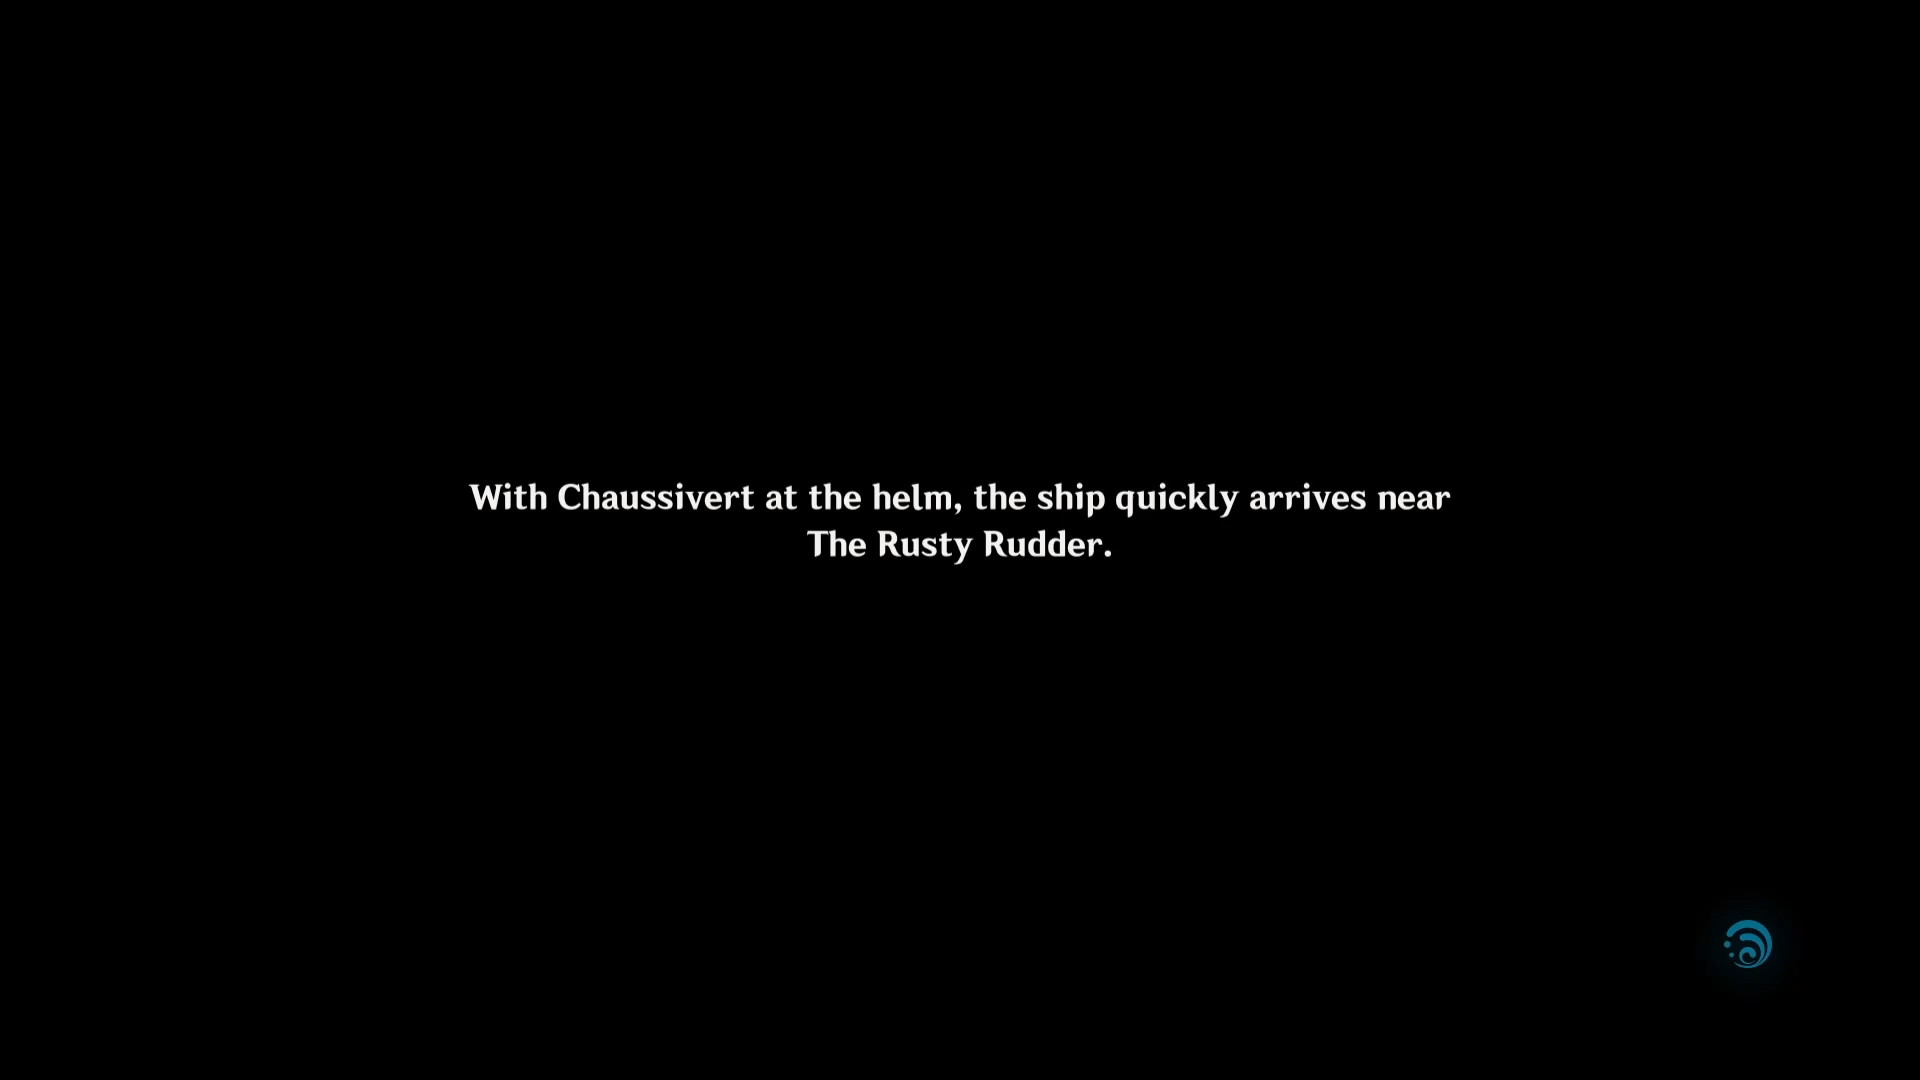 With Chaussivert at the helm, the ship quickly arrives near
The Rusty Rudder.